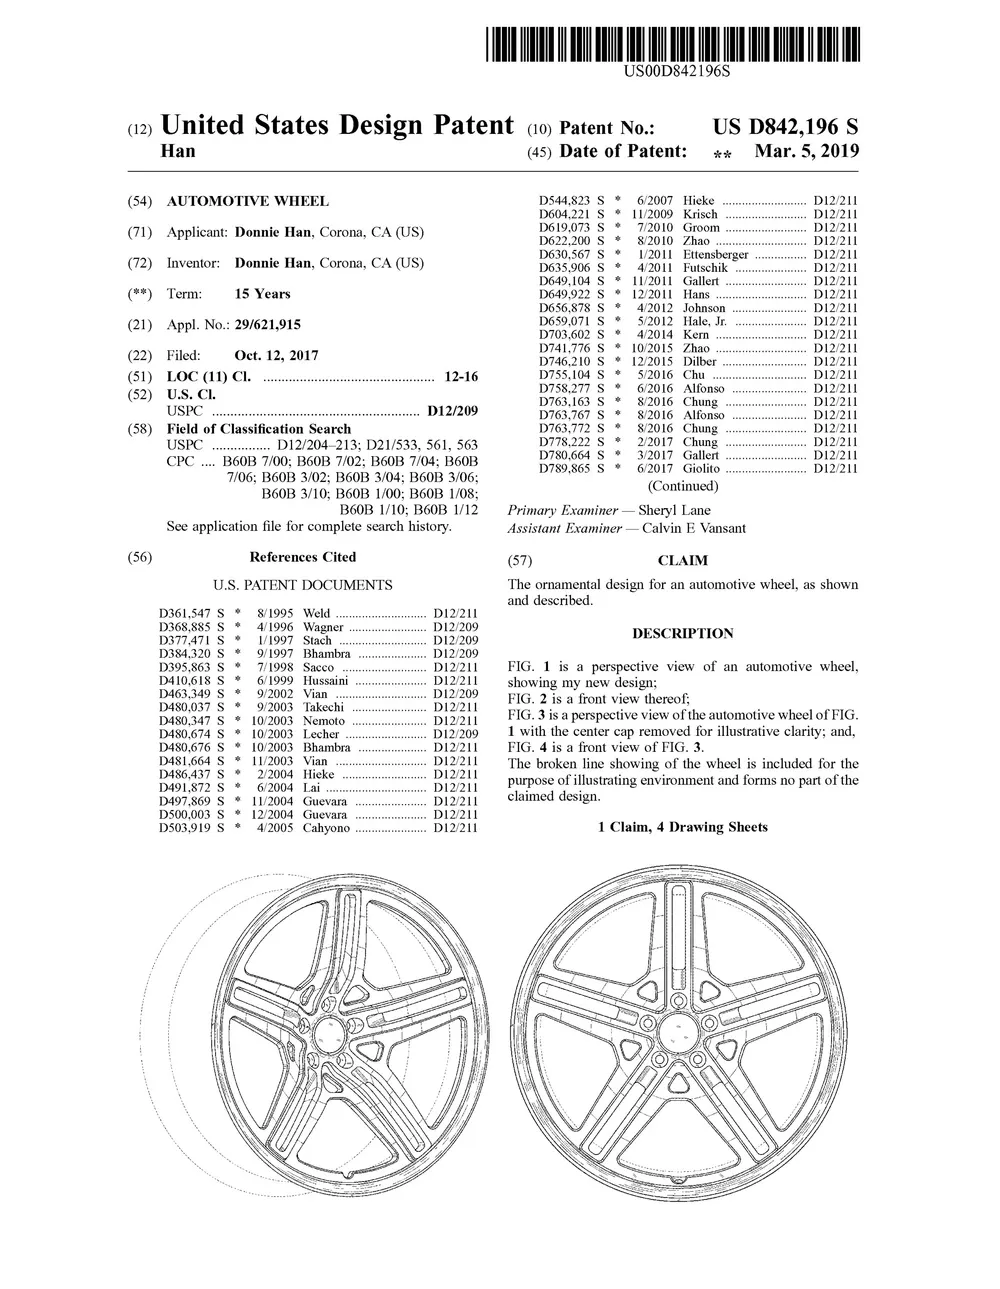 US00D842196S
(12) United States Design Patent
Han
(10) Patent No.: US D842,196 S
(45) Date of Patent: ** Mar. 5, 2019
(54) AUTOMOTIVE WHEEL
(71) Applicant: Donnie Han, Corona, CA (US)
(72) Inventor: Donnie Han, Corona, CA (US)
(**) Term: 15 Years
(21) Appl. No.: 29/621,915
(22) Filed: Oct. 12, 2017
(51) LOC (11) Cl. .............................................. 12-16
(52) U.S. Cl.
USPC ........................................................ D12/209
(58) Field of Classification Search
USPC ................ D12/204–213; D21/533, 561, 563
CPC .... B60B 7/00; B60B 7/02; B60B 7/04; B60B
7/06; B60B 3/02; B60B 3/04; B60B 3/06;
B60B 3/10; B60B 1/00; B60B 1/08;
B60B 1/10; B60B 1/12
See application file for complete search history.
(56) References Cited
U.S. PATENT DOCUMENTS
D361,547 S * 8/1995 Weld ............................ D12/211
D368,885 S * 4/1996 Wagner ........................ D12/209
D377,471 S * 1/1997 Stach ............................ D12/209
D384,320 S * 9/1997 Bhambra ..................... D12/209
D395,863 S * 7/1998 Sacco .......................... D12/211
D410,618 S * 6/1999 Hussaini ...................... D12/211
D463,349 S * 9/2002 Vian ............................ D12/209
D480,037 S * 9/2003 Takechi ....................... D12/211
D480,347 S * 10/2003 Nemoto ....................... D12/211
D480,674 S * 10/2003 Lecher ......................... D12/209
D480,676 S * 10/2003 Bhambra ..................... D12/211
D481,664 S * 11/2003 Vian ............................ D12/211
D486,437 S * 2/2004 Hieke .......................... D12/211
D491,872 S * 6/2004 Lai ............................... D12/211
D497,869 S * 11/2004 Guevara ...................... D12/211
D500,003 S * 12/2004 Guevara ...................... D12/211
D503,919 S * 4/2005 Cahyono ...................... D12/211
D544,823 S * 6/2007 Hieke .......................... D12/211
D604,221 S * 11/2009 Krisch ......................... D12/211
D619,073 S * 7/2010 Groom ......................... D12/211
D622,200 S * 8/2010 Zhao ............................ D12/211
D630,567 S * 1/2011 Ettensberger ................ D12/211
D635,906 S * 4/2011 Futschik ...................... D12/211
D649,104 S * 11/2011 Gallert ......................... D12/211
D649,922 S * 12/2011 Hans ............................ D12/211
D656,878 S * 4/2012 Johnson ....................... D12/211
D659,071 S * 5/2012 Hale, Jr. ...................... D12/211
D703,602 S * 4/2014 Kern ............................ D12/211
D741,776 S * 10/2015 Zhao ............................ D12/211
D746,210 S * 12/2015 Dilber .......................... D12/211
D755,104 S * 5/2016 Chu ............................. D12/211
D758,277 S * 6/2016 Alfonso ....................... D12/211
D763,163 S * 8/2016 Chung ......................... D12/211
D763,767 S * 8/2016 Alfonso ....................... D12/211
D763,772 S * 8/2016 Chung ......................... D12/211
D778,222 S * 2/2017 Chung ......................... D12/211
D780,664 S * 3/2017 Gallert ......................... D12/211
D789,865 S * 6/2017 Giolito ......................... D12/211
(Continued)
Primary Examiner — Sheryl Lane
Assistant Examiner — Calvin E Vansant
(57) CLAIM
The ornamental design for an automotive wheel, as shown
and described.
DESCRIPTION
FIG. 1 is a perspective view of an automotive wheel,
showing my new design;
FIG. 2 is a front view thereof;
FIG. 3 is a perspective view of the automotive wheel of FIG.
1 with the center cap removed for illustrative clarity; and,
FIG. 4 is a front view of FIG. 3.
The broken line showing of the wheel is included for the
purpose of illustrating environment and forms no part of the
claimed design.
1 Claim, 4 Drawing Sheets